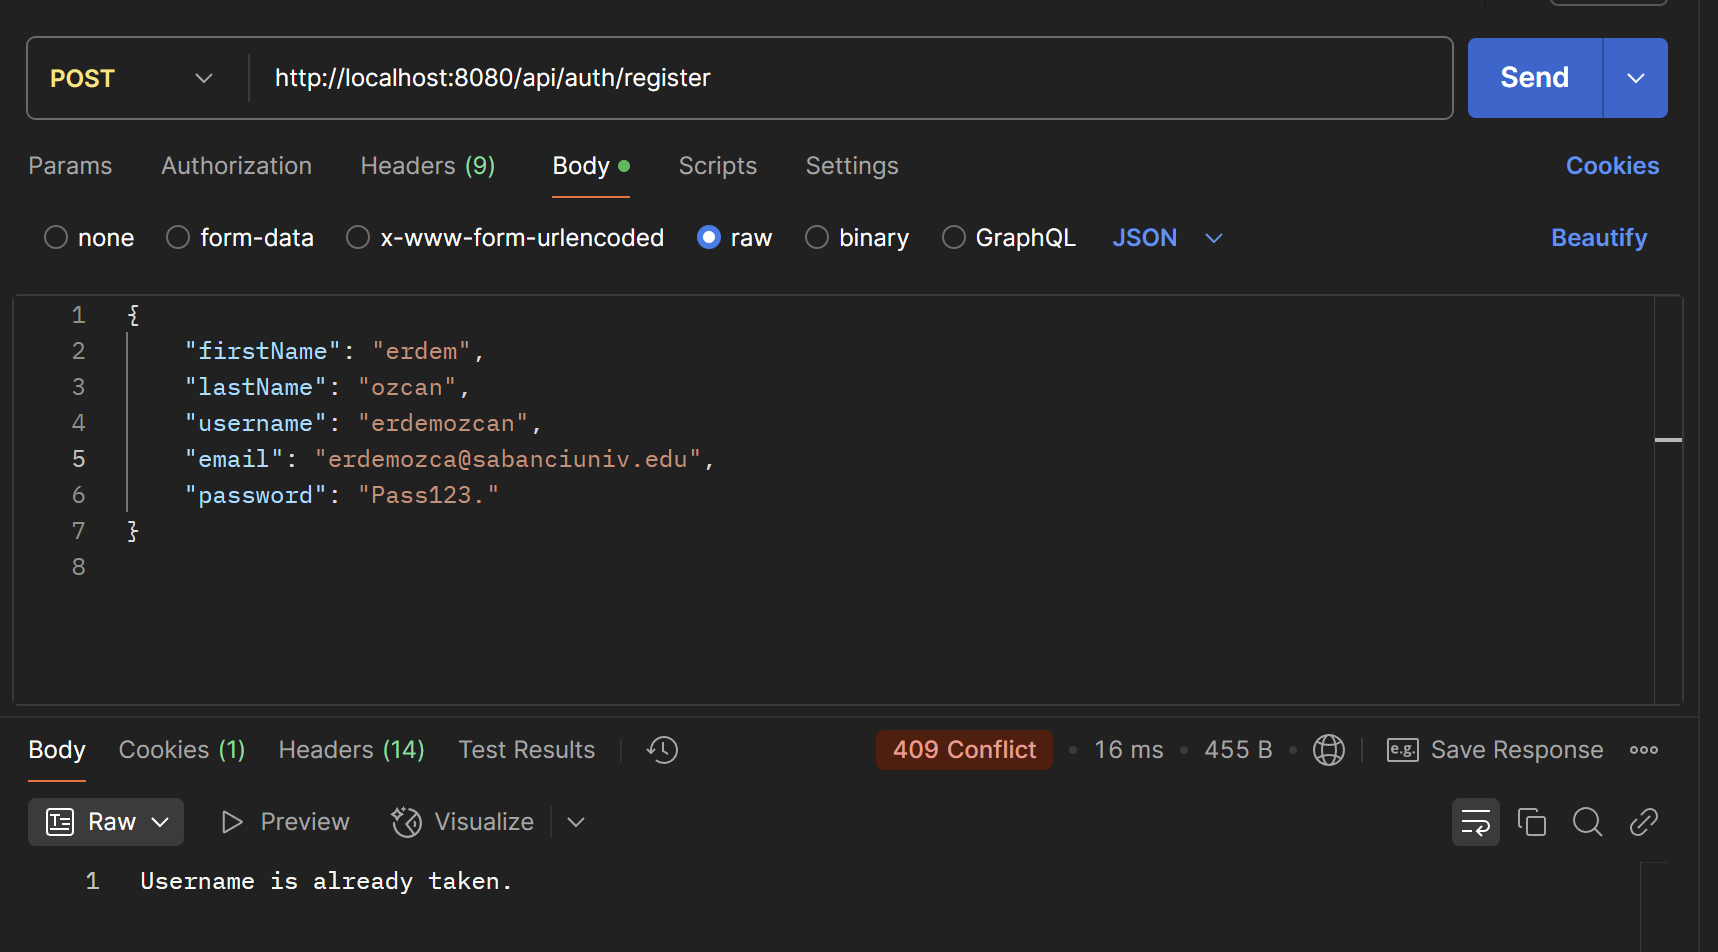 POST http://localhost:8080/api/auth/register Send
Params Authorization Headers (9) Body Scripts Settings Cookies
none form-data x-www-form-urlencoded raw binary GraphQL JSON Beautify
1 {
2 "firstName": "erdem",
3 "lastName": "ozcan",
4 "username": "erdemozcan",
5 "email": "erdemozca@sabanciuniv.edu",
6 "password": "Pass123."
7 }
8
Body Cookies (1) Headers (14) Test Results 409 Conflict • 16 ms • 455 B • e.g. Save Response
Raw Preview Visualize
1 Username is already taken.